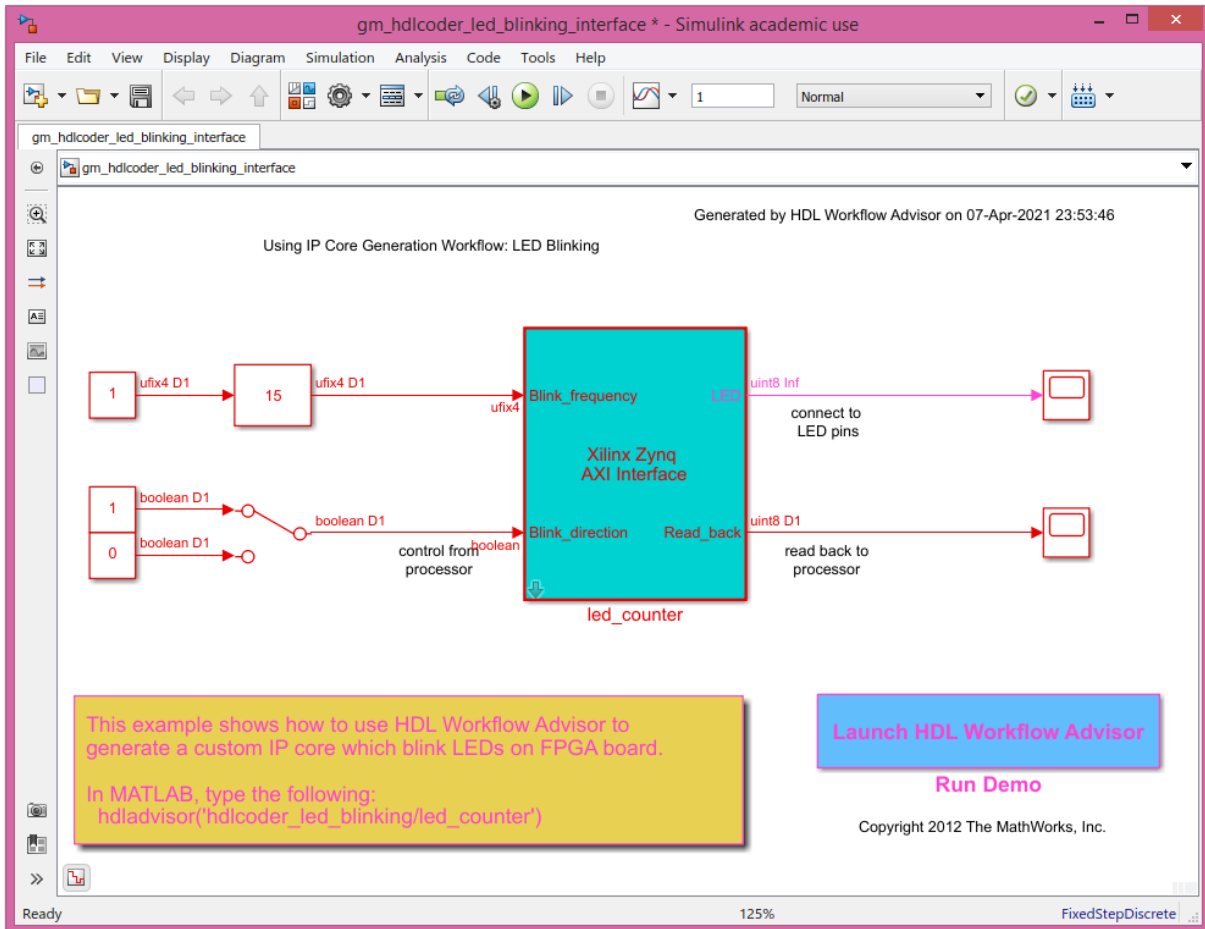 gm_hdlcoder_led_blinking_interface * - Simulink academic use
File Edit View Display Diagram Simulation Analysis Code Tools Help
1 Normal
gm_hdlcoder_led_blinking_interface
gm_hdlcoder_led_blinking_interface
Generated by HDL Workflow Advisor on 07-Apr-2021 23:53:46
Using IP Core Generation Workflow: LED Blinking
1
ufix4 D1
15
ufix4 D1
ufix4
Blink_frequency
LED
uint8 Inf
connect to
LED pins
Xilinx Zynq
AXI Interface
1
boolean D1
0
boolean D1
boolean D1
control from
processor
boolean
Blink_direction
Read_back
uint8 D1
read back to
processor
led_counter
This example shows how to use HDL Workflow Advisor to
generate a custom IP core which blink LEDs on FPGA board.
In MATLAB, type the following:
hdladvisor('hdlcoder_led_blinking/led_counter')
Launch HDL Workflow Advisor
Run Demo
Copyright 2012 The MathWorks, Inc.
Ready 125% FixedStepDiscrete